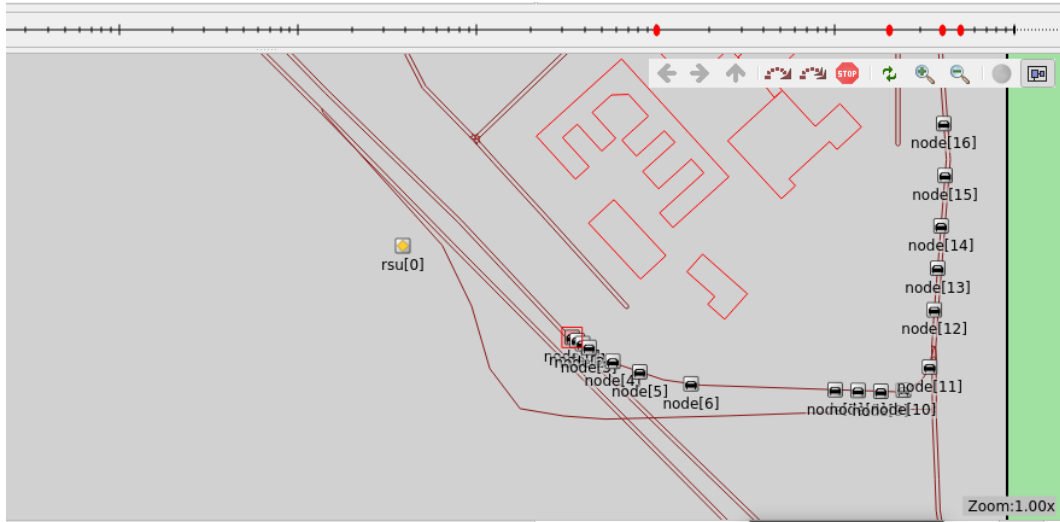 STOP
node[16]
node[15]
node[14]
rsu[0]
node[13]
node[12]
node[3]
node[4]
node[11]
node[5]
node[6]
node[10]
Zoom:1.00x